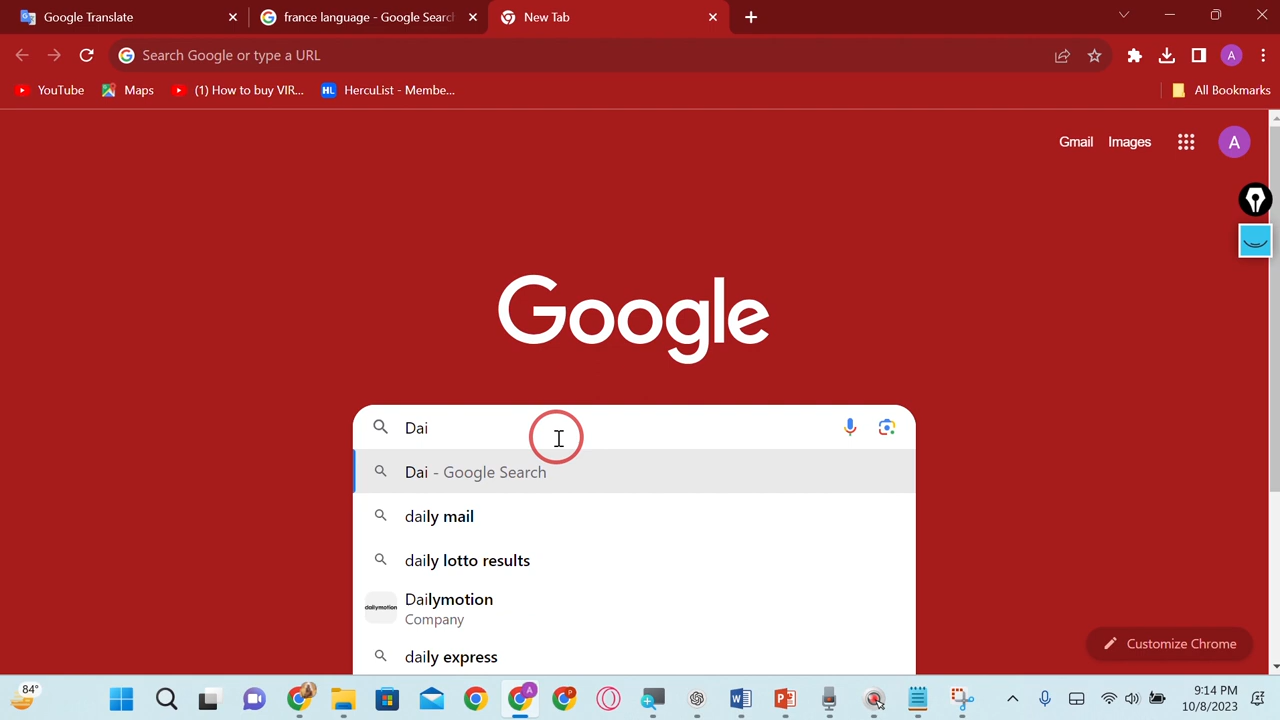 Google Translate
france language - Google Search
New Tab
Search Google or type a URL
A
YouTube
Maps
(1) How to buy VIR...
HL HercuList - Membe...
All Bookmarks
Gmail
Images
A
Google
Dai
Dai - Google Search
daily mail
daily lotto results
dailymotion
Dailymotion
Company
daily express
Customize Chrome
84°
A
P
9:14 PM
10/8/2023